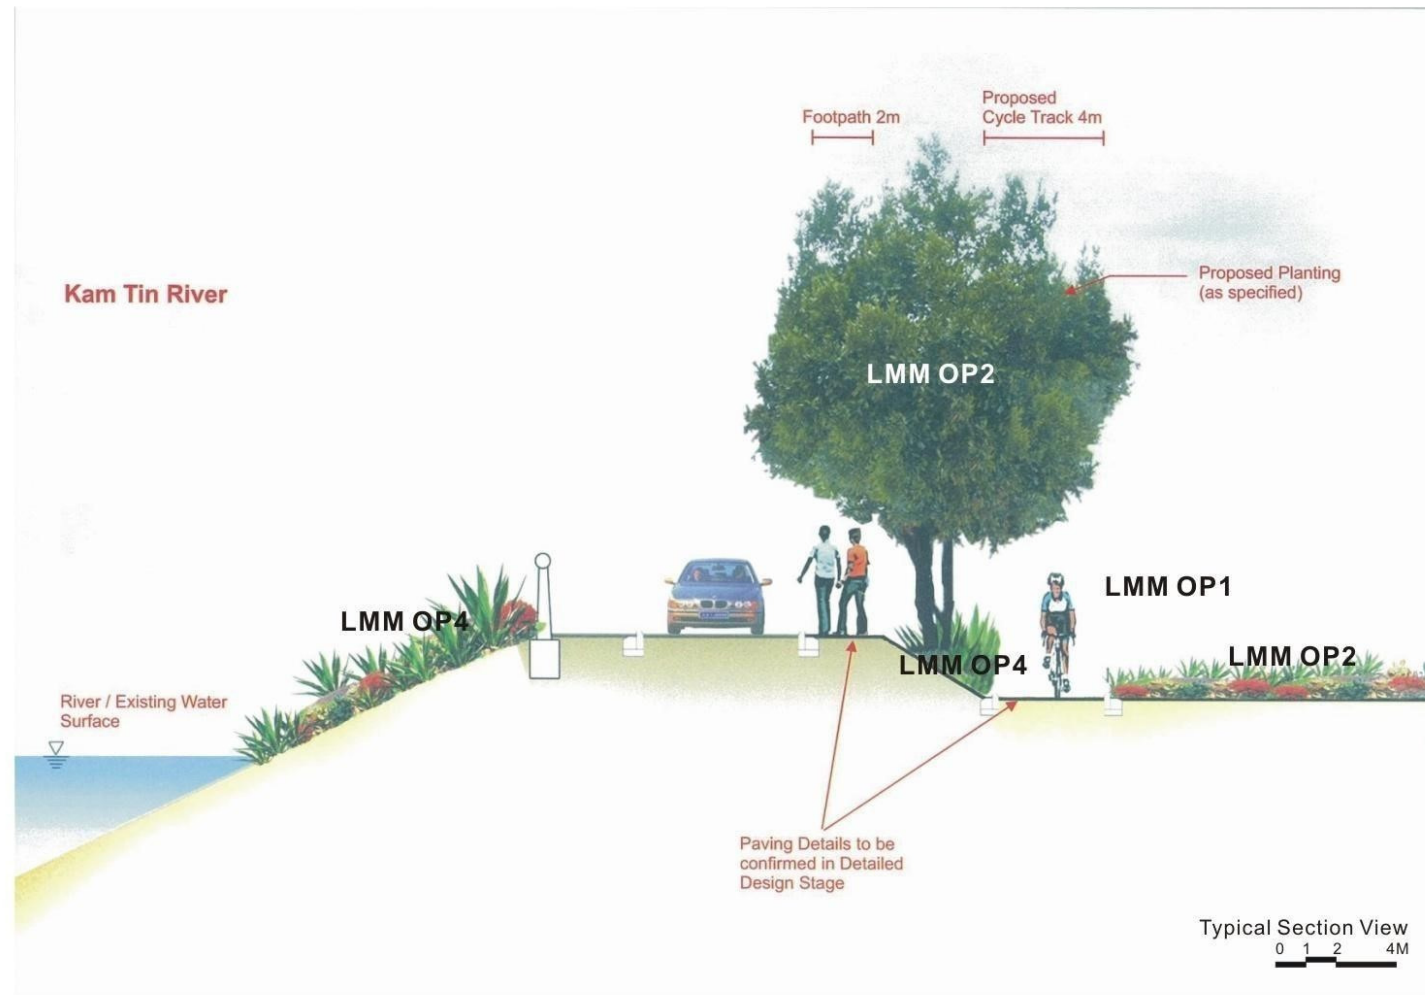 Proposed
Footpath 2m
Cycle Track 4m
Kam Tin River
Proposed Planting
(as specified)
LMM OP2
LMM OP1
LMM OP4
LMM OP2
LMM OP4
River / Existing Water
Surface
Paving Details to be
confirmed in Detailed
Design Stage
Typical Section View
0 1 2 4M